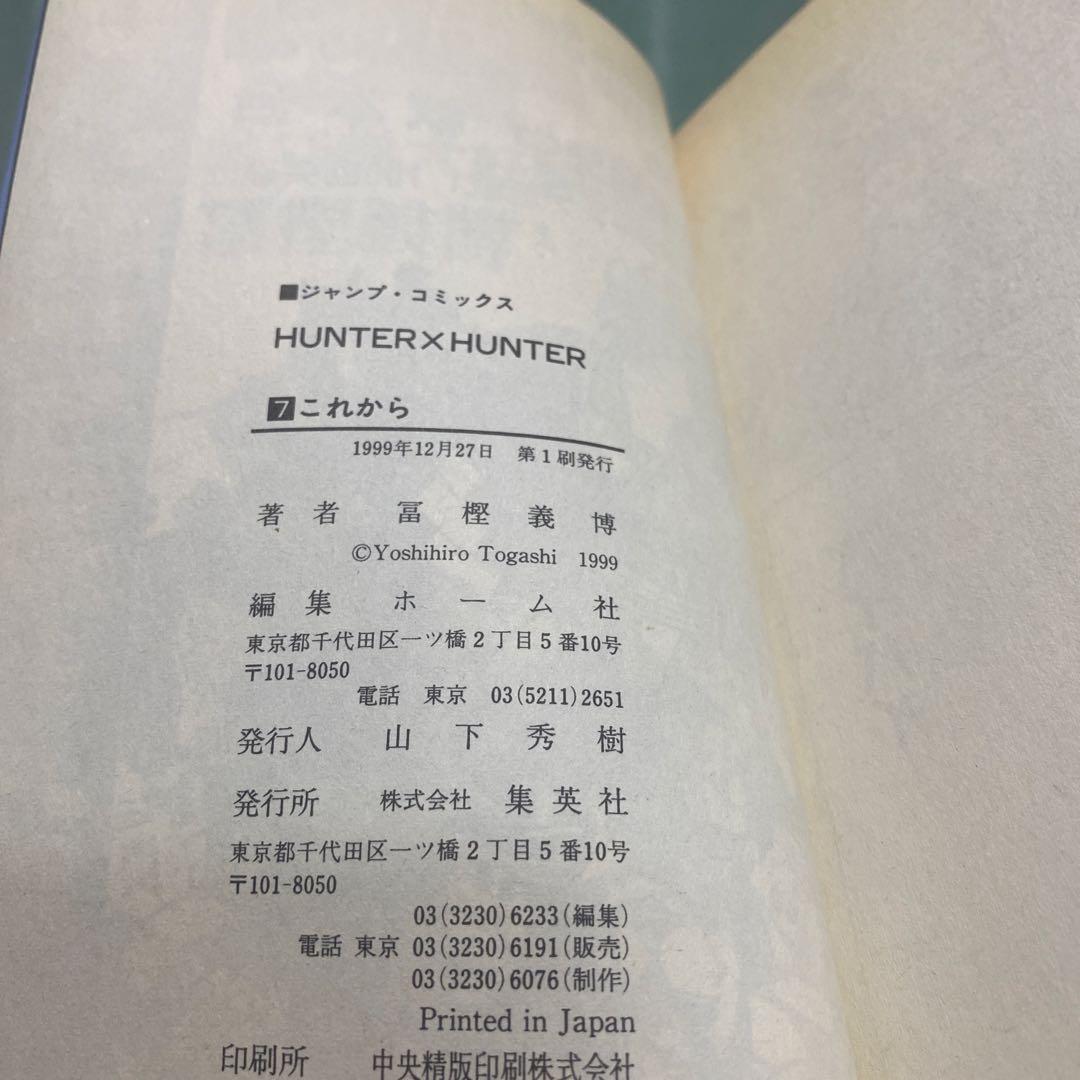 ■ジャンプ・コミックス
HUNTER×HUNTER
7これから
1999年12月27日 第1刷発行
著者 冨樫義博
©Yoshihiro Togashi 1999
編集 ホーム社
東京都千代田区一ツ橋2丁目5番10号
〒101-8050
電話 東京 03(5211)2651
発行人 山下秀樹
発行所 株式会社 集英社
東京都千代田区一ツ橋2丁目5番10号
〒101-8050
03(3230)6233(編集)
電話 東京 03(3230)6191(販売)
03(3230)6076(制作)
Printed in Japan
印刷所 中央精版印刷株式会社